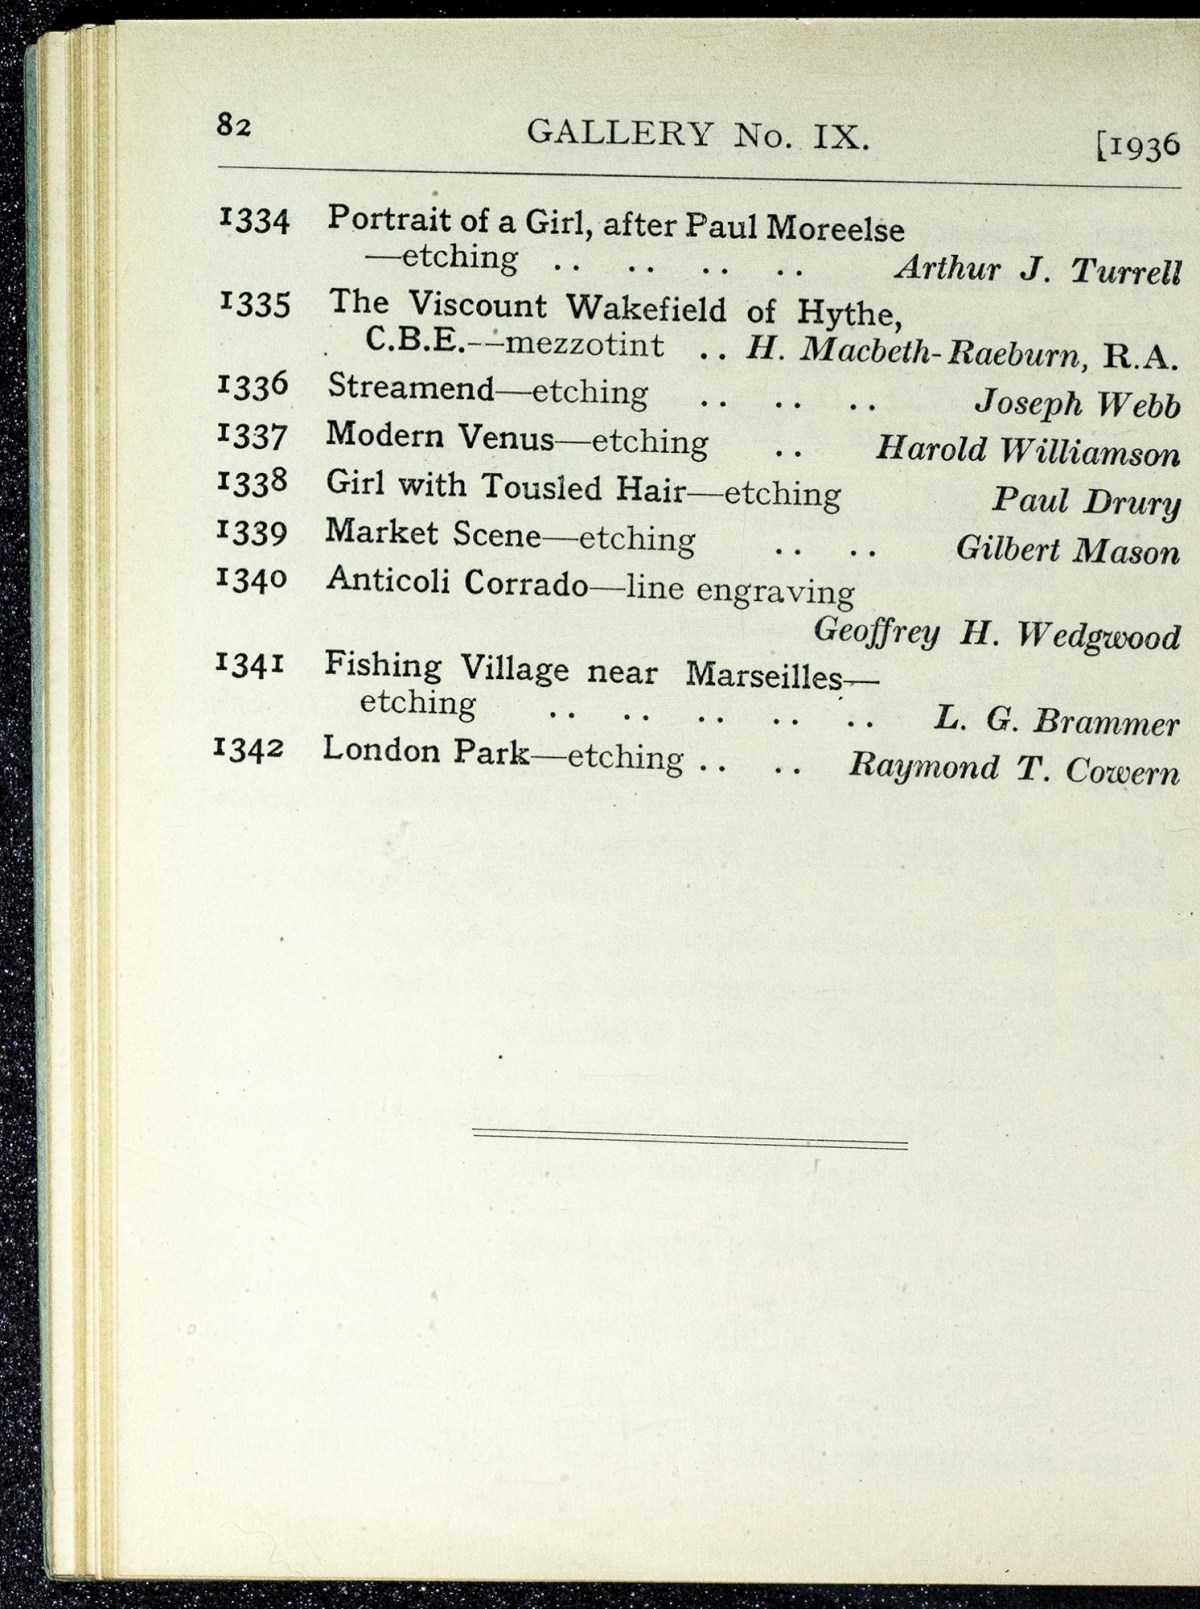 82 GALLERY No. IX. [1936
1334 Portrait of a Girl, after Paul Moreelse
—etching .. .. .. .. Arthur J. Turrell
1335 The Viscount Wakefield of Hythe,
C.B.E.—mezzotint .. H. Macbeth-Raeburn, R.A.
1336 Streamend—etching .. .. .. Joseph Webb
1337 Modern Venus—etching .. Harold Williamson
1338 Girl with Tousled Hair—etching Paul Drury
1339 Market Scene—etching .. .. Gilbert Mason
1340 Anticoli Corrado—line engraving
Geoffrey H. Wedgwood
1341 Fishing Village near Marseilles—
etching .. .. .. .. .. L. G. Brammer
1342 London Park—etching .. .. Raymond T. Cowern